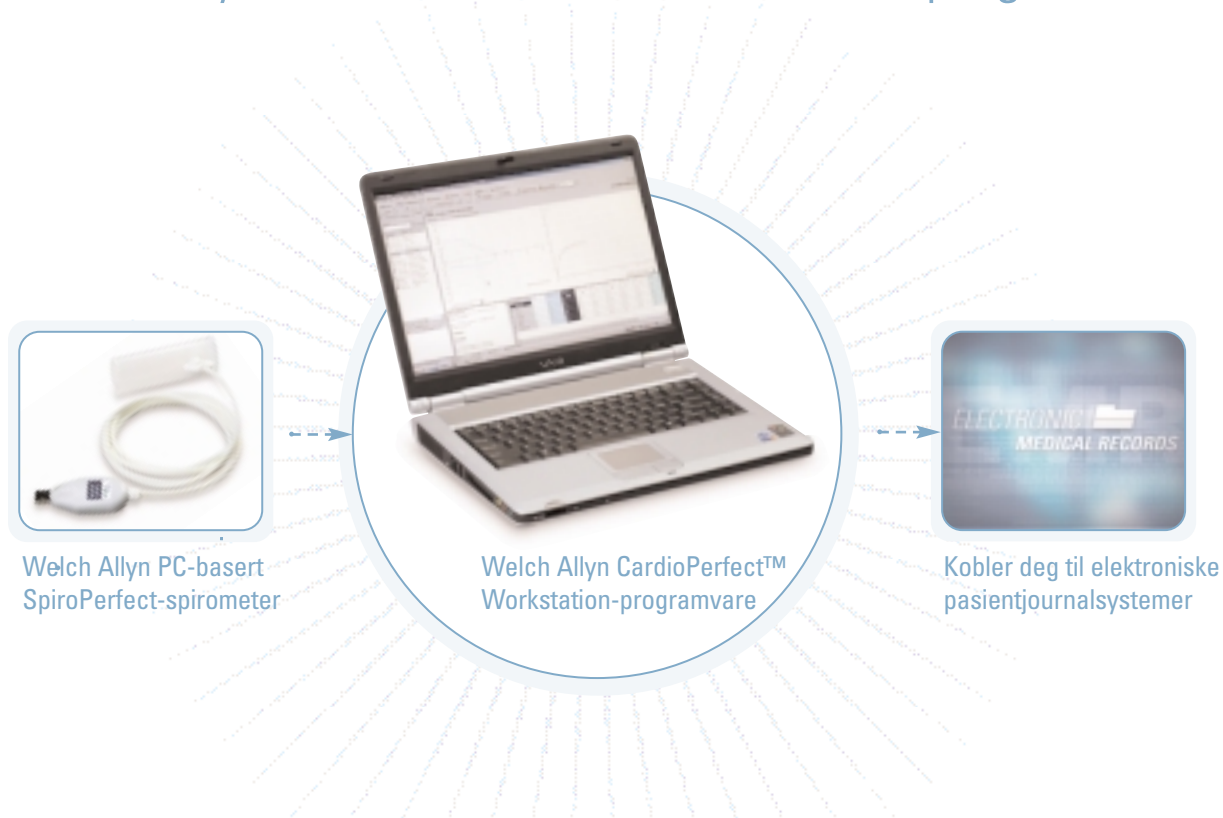 ELECTRONIC
MEDICAL RECORDS
Welch Allyn PC-basert
SpiroPerfect-spirometer
Welch Allyn CardioPerfect™
Workstation-programvare
Kobler deg til elektroniske
pasientjournalsystemer